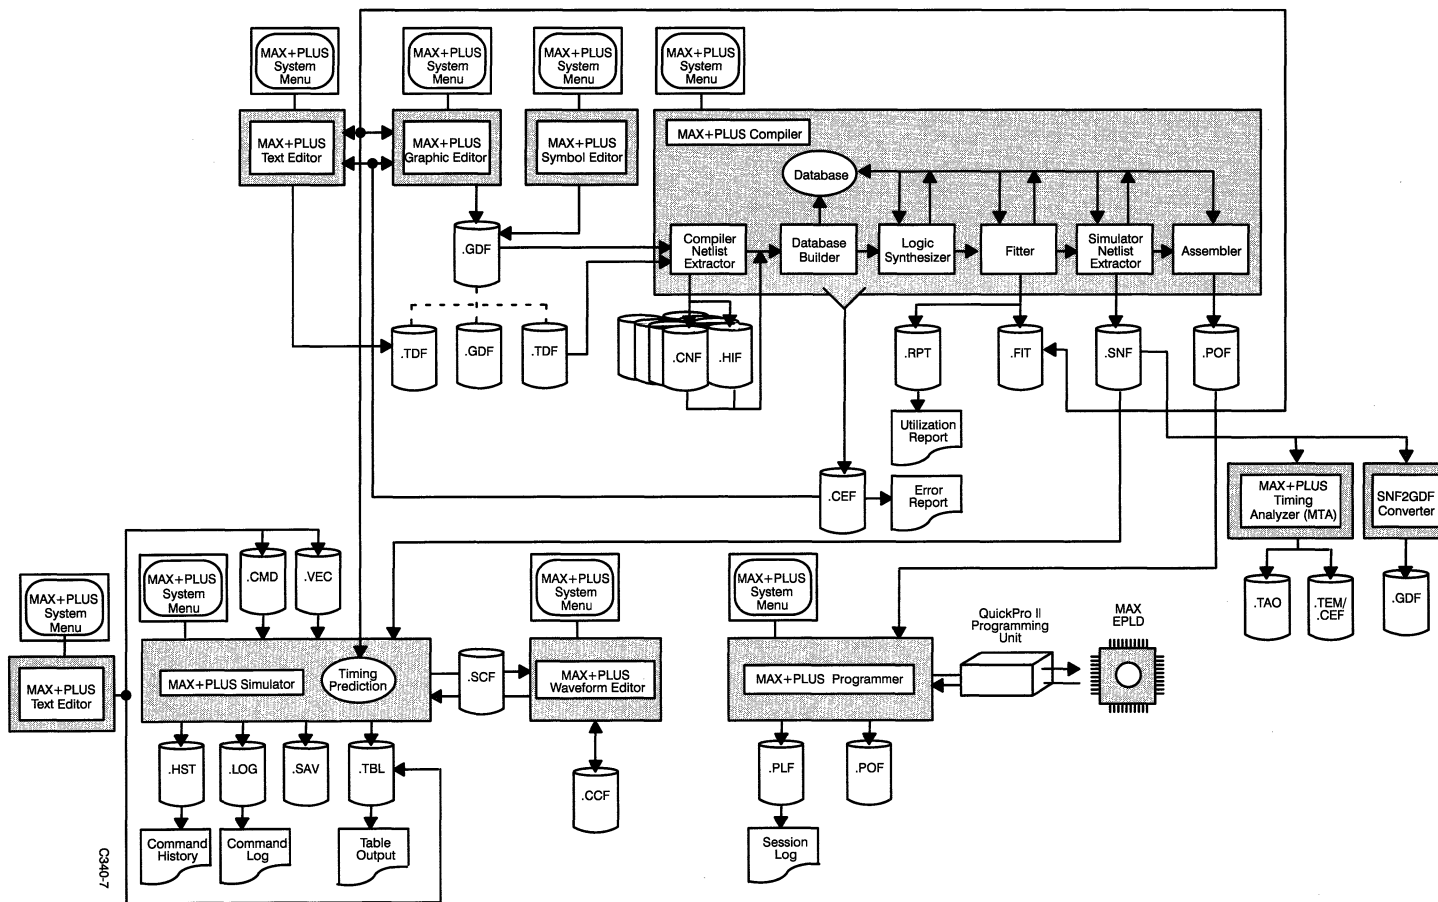 MAX+PLUS
System
Menu
MAX+PLUS
System
Menu
MAX+PLUS
System
Menu
MAX+PLUS
System
Menu
MAX+PLUS
Text Editor
MAX+PLUS
Graphic Editor
MAX+PLUS
Symbol Editor
MAX+PLUS Compiler
Database
.GDF
Compiler
Netlist
Extractor
Database
Builder
Logic
Synthesizer
Fitter
Simulator
Netlist
Extractor
Assembler
.TDF
.GDF
.TDF
.CNF
.HIF
.RPT
.FIT
.SNF
.POF
Utilization
Report
.CEF
Error
Report
MAX+PLUS
Timing
Analyzer (MTA)
SNF2GDF
Converter
.TAO
.TEM/
.CEF
.GDF
MAX+PLUS
System
Menu
MAX+PLUS
System
Menu
.CMD
.VEC
MAX+PLUS
System
Menu
MAX+PLUS
System
Menu
QuickPro II
Programming
Unit
MAX
EPLD
MAX+PLUS
Text Editor
MAX+PLUS Simulator
Timing
Prediction
.SCF
MAX+PLUS
Waveform Editor
MAX+PLUS Programmer
.HST
.LOG
.SAV
.TBL
.CCF
.PLF
.POF
Command
History
Command
Log
Table
Output
Session
Log
C340-7